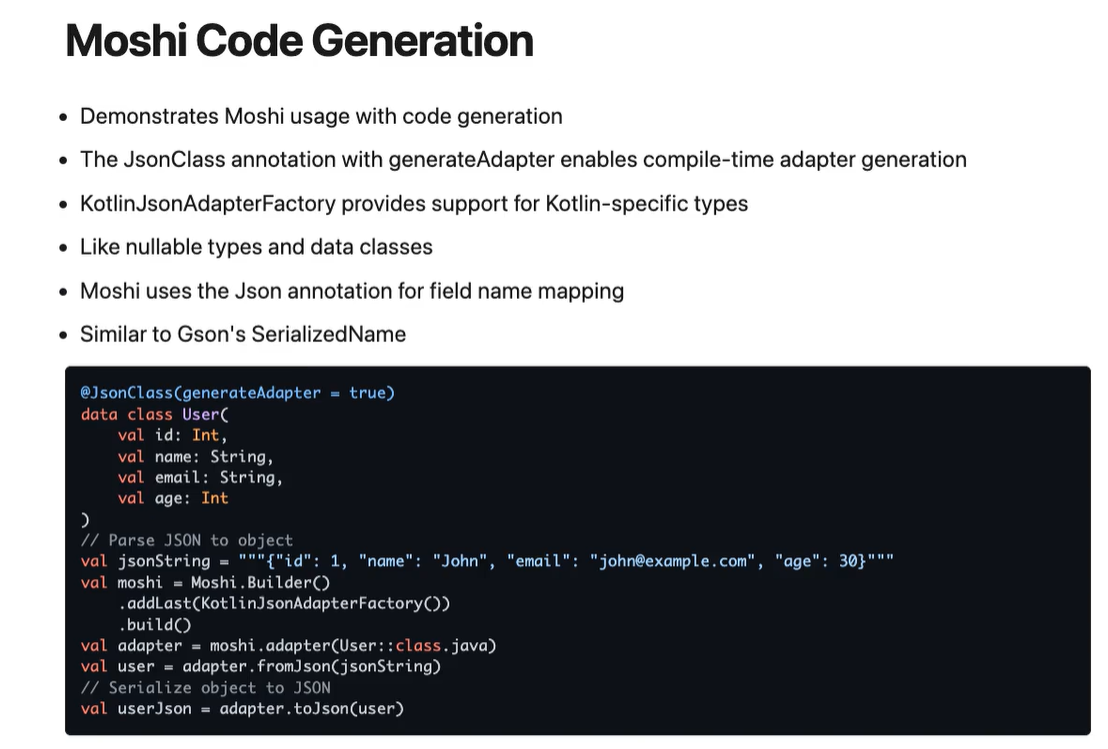 Moshi Code Generation
• Demonstrates Moshi usage with code generation
• The JsonClass annotation with generateAdapter enables compile-time adapter generation
• KotlinJsonAdapterFactory provides support for Kotlin-specific types
• Like nullable types and data classes
• Moshi uses the Json annotation for field name mapping
• Similar to Gson's SerializedName
@JsonClass(generateAdapter = true)
data class User(
    val id: Int,
    val name: String,
    val email: String,
    val age: Int
)
// Parse JSON to object
val jsonString = """{"id": 1, "name": "John", "email": "john@example.com", "age": 30}"""
val moshi = Moshi.Builder()
    .addLast(KotlinJsonAdapterFactory())
    .build()
val adapter = moshi.adapter(User::class.java)
val user = adapter.fromJson(jsonString)
// Serialize object to JSON
val userJson = adapter.toJson(user)